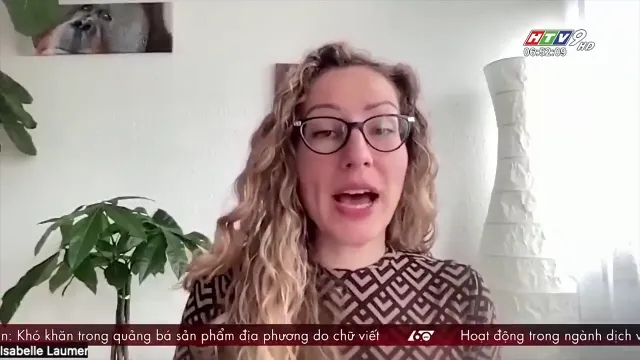 HTV9 HD
06:52:09
n: Khó khăn trong quảng bá sản phẩm địa phương do chữ viết 60 Hoạt động trong ngành dịch v
Isabelle Laumer